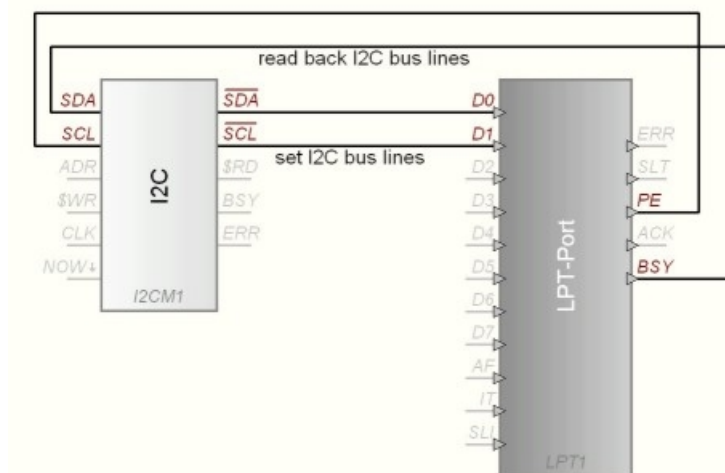 read back I2C bus lines
SDA
SDA
D0
SCL
SCL
D1
ERR
set I2C bus lines
ADR
$RD
D2
SLT
I2C
$WR
BSY
D3
PE
CLK
ERR
D4
ACK
LPT-Port
NOW↓
D5
BSY
I2CM1
D6
D7
AF
IT
SLI
LPT1